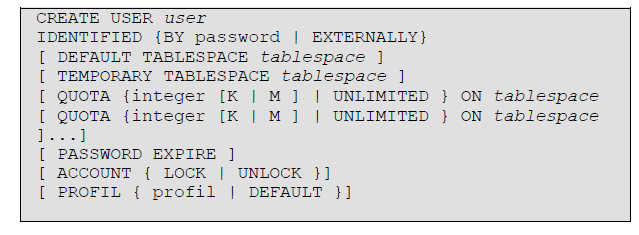 CREATE USER user
IDENTIFIED {BY password | EXTERNALLY}
[ DEFAULT TABLESPACE tablespace ]
[ TEMPORARY TABLESPACE tablespace ]
[ QUOTA {integer [K | M ] | UNLIMITED } ON tablespace
[ QUOTA {integer [K | M ] | UNLIMITED } ON tablespace
]...]
[ PASSWORD EXPIRE ]
[ ACCOUNT { LOCK | UNLOCK }]
[ PROFIL { profil | DEFAULT }]